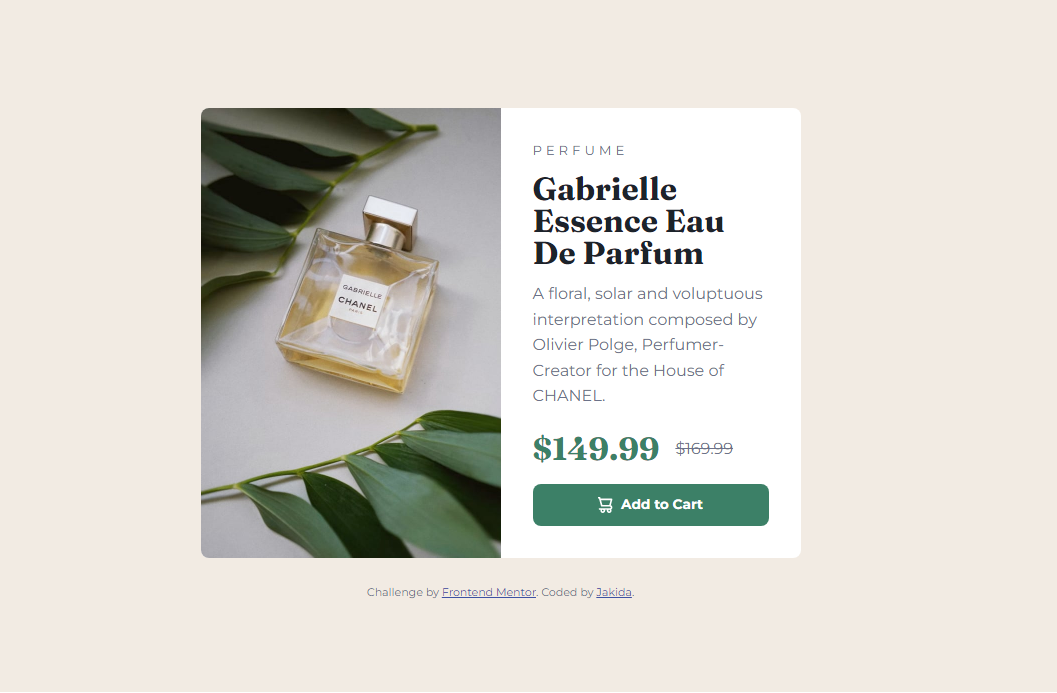 GABRIELLE
CHANEL
PARIS
PERFUME
Gabrielle
Essence Eau
De Parfum
A floral, solar and voluptuous
interpretation composed by
Olivier Polge, Perfumer-
Creator for the House of
CHANEL.
$149.99 $169.99
Add to Cart
Challenge by Frontend Mentor. Coded by Jakida.